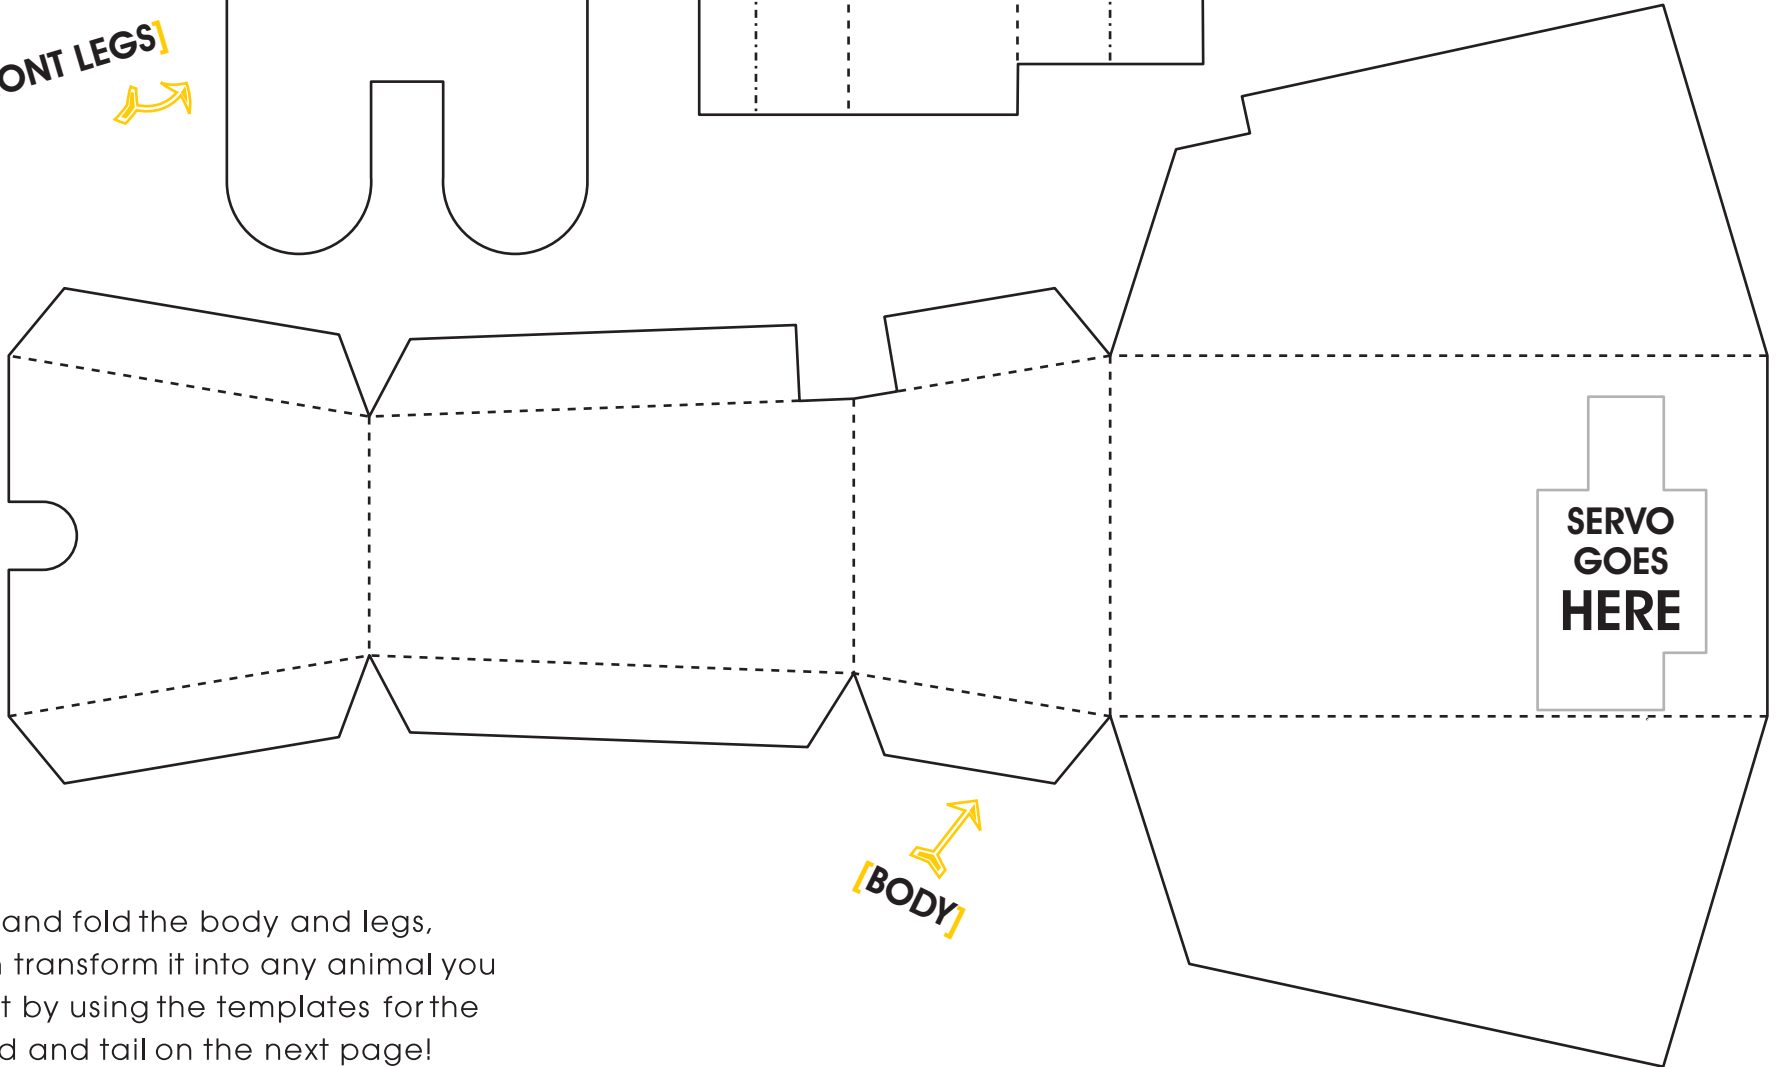 ONT LEGS]
SERVO
GOES
HERE
[BODY]
and fold the body and legs,
transform it into any animal you
t by using the templates for the
d and tail on the next page!